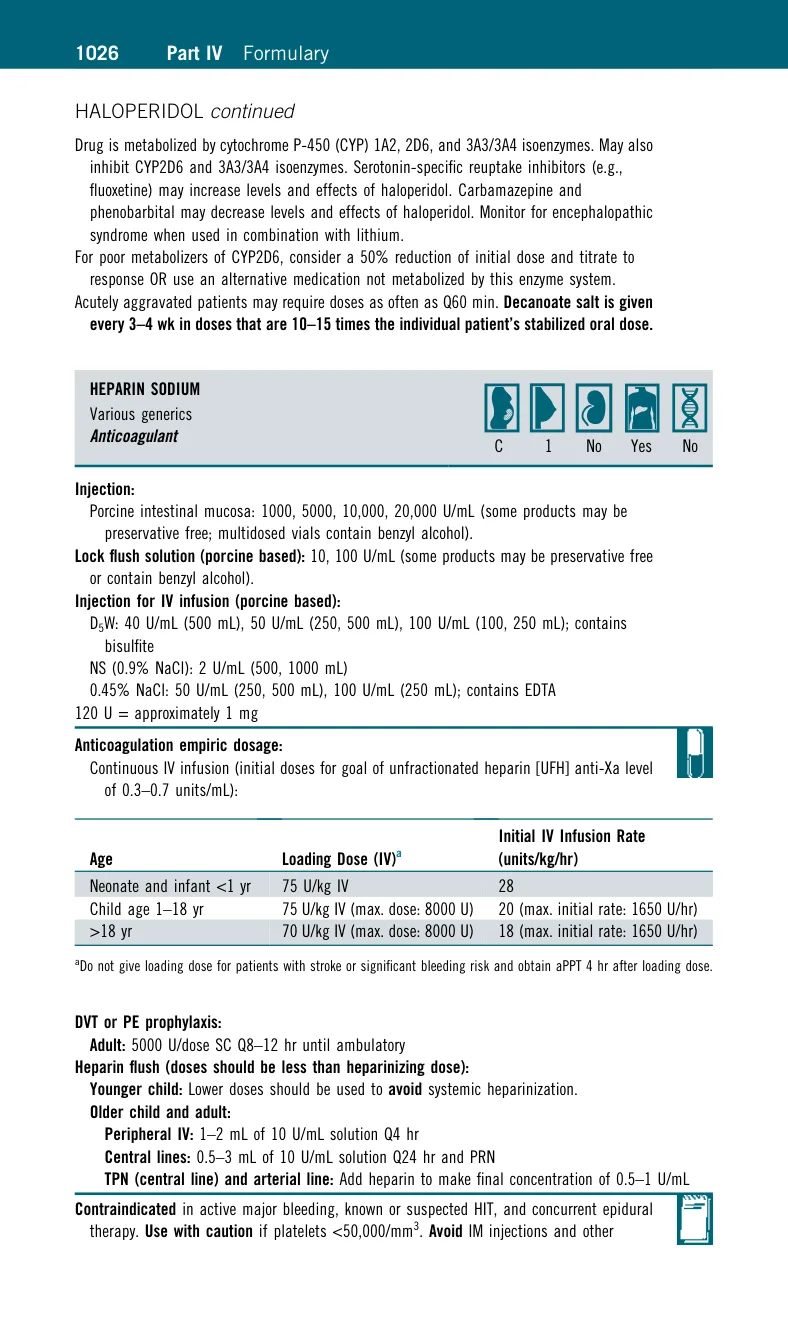 1026 Part IV Formulary
HALOPERIDOL continued
Drug is metabolized by cytochrome P-450 (CYP) 1A2, 2D6, and 3A3/3A4 isoenzymes. May also
inhibit CYP2D6 and 3A3/3A4 isoenzymes. Serotonin-specific reuptake inhibitors (e.g.,
fluoxetine) may increase levels and effects of haloperidol. Carbamazepine and
phenobarbital may decrease levels and effects of haloperidol. Monitor for encephalopathic
syndrome when used in combination with lithium.
For poor metabolizers of CYP2D6, consider a 50% reduction of initial dose and titrate to
response OR use an alternative medication not metabolized by this enzyme system.
Acutely aggravated patients may require doses as often as Q60 min. Decanoate salt is given
every 3–4 wk in doses that are 10–15 times the individual patient's stabilized oral dose.
HEPARIN SODIUM
Various generics
Anticoagulant
C 1 No Yes No
Injection:
Porcine intestinal mucosa: 1000, 5000, 10,000, 20,000 U/mL (some products may be
preservative free; multidosed vials contain benzyl alcohol).
Lock flush solution (porcine based): 10, 100 U/mL (some products may be preservative free
or contain benzyl alcohol).
Injection for IV infusion (porcine based):
D₅W: 40 U/mL (500 mL), 50 U/mL (250, 500 mL), 100 U/mL (100, 250 mL); contains
bisulfite
NS (0.9% NaCl): 2 U/mL (500, 1000 mL)
0.45% NaCl: 50 U/mL (250, 500 mL), 100 U/mL (250 mL); contains EDTA
120 U = approximately 1 mg
Anticoagulation empiric dosage:
Continuous IV infusion (initial doses for goal of unfractionated heparin [UFH] anti-Xa level
of 0.3–0.7 units/mL):
Initial IV Infusion Rate
Age Loading Dose (IV)ᵃ (units/kg/hr)
Neonate and infant <1 yr 75 U/kg IV 28
Child age 1–18 yr 75 U/kg IV (max. dose: 8000 U) 20 (max. initial rate: 1650 U/hr)
>18 yr 70 U/kg IV (max. dose: 8000 U) 18 (max. initial rate: 1650 U/hr)
ᵃDo not give loading dose for patients with stroke or significant bleeding risk and obtain aPPT 4 hr after loading dose.
DVT or PE prophylaxis:
Adult: 5000 U/dose SC Q8–12 hr until ambulatory
Heparin flush (doses should be less than heparinizing dose):
Younger child: Lower doses should be used to avoid systemic heparinization.
Older child and adult:
Peripheral IV: 1–2 mL of 10 U/mL solution Q4 hr
Central lines: 0.5–3 mL of 10 U/mL solution Q24 hr and PRN
TPN (central line) and arterial line: Add heparin to make final concentration of 0.5–1 U/mL
Contraindicated in active major bleeding, known or suspected HIT, and concurrent epidural
therapy. Use with caution if platelets <50,000/mm³. Avoid IM injections and other